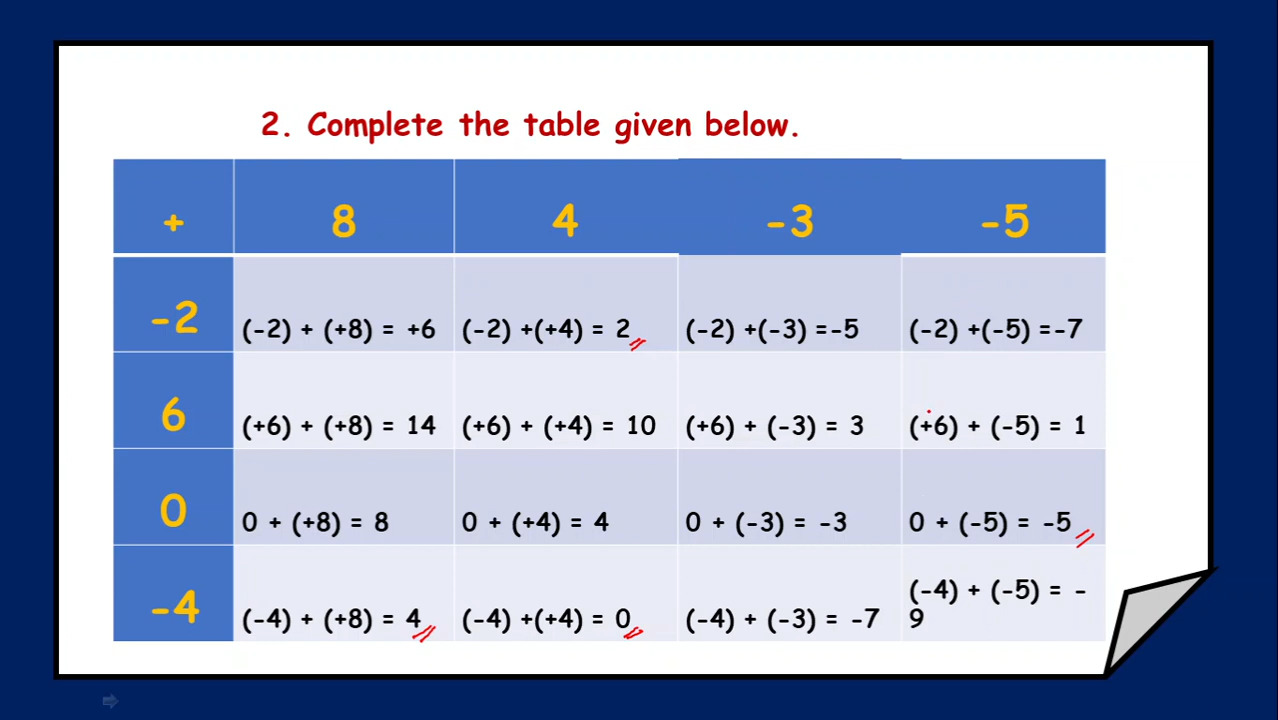 2. Complete the table given below.
+ 8 4 -3 -5
-2 (-2) + (+8) = +6 (-2) +(+4) = 2 (-2) +(-3) =-5 (-2) +(-5) =-7
6 (+6) + (+8) = 14 (+6) + (+4) = 10 (+6) + (-3) = 3 (+6) + (-5) = 1
0 0 + (+8) = 8 0 + (+4) = 4 0 + (-3) = -3 0 + (-5) = -5
-4 (-4) + (+8) = 4 (-4) +(+4) = 0 (-4) + (-3) = -7 (-4) + (-5) = -
9